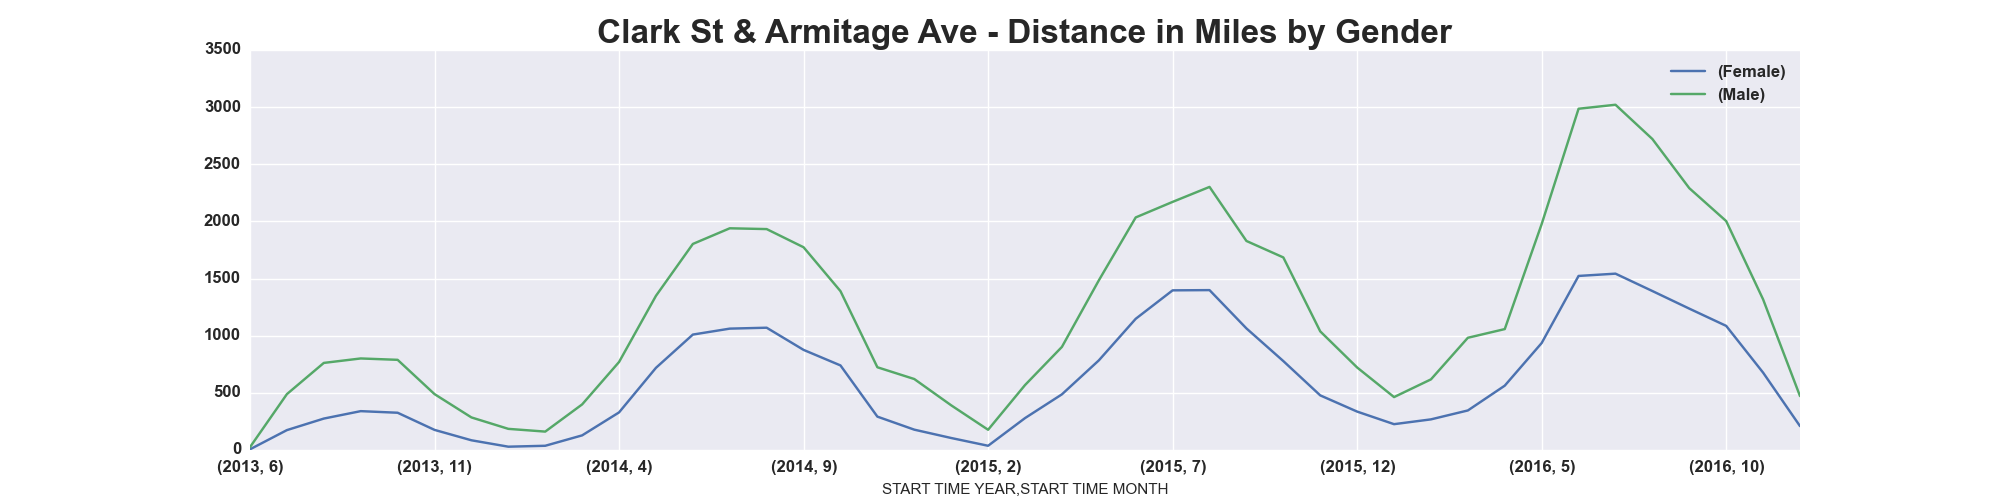 Clark St & Armitage Ave - Distance in Miles by Gender
3500
3000
2500
2000
1500
1000
500
0
(Female)
(Male)
(2013, 6) (2013, 11) (2014, 4) (2014, 9) (2015, 2) (2015, 7) (2015, 12) (2016, 5) (2016, 10)
START TIME YEAR,START TIME MONTH